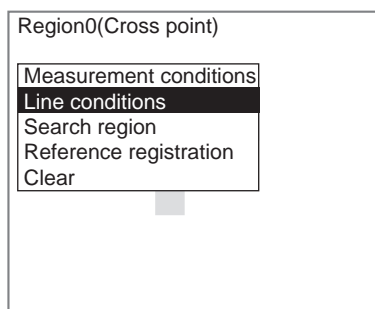 Region0(Cross point)
Measurement conditions
Line conditions
Search region
Reference registration
Clear